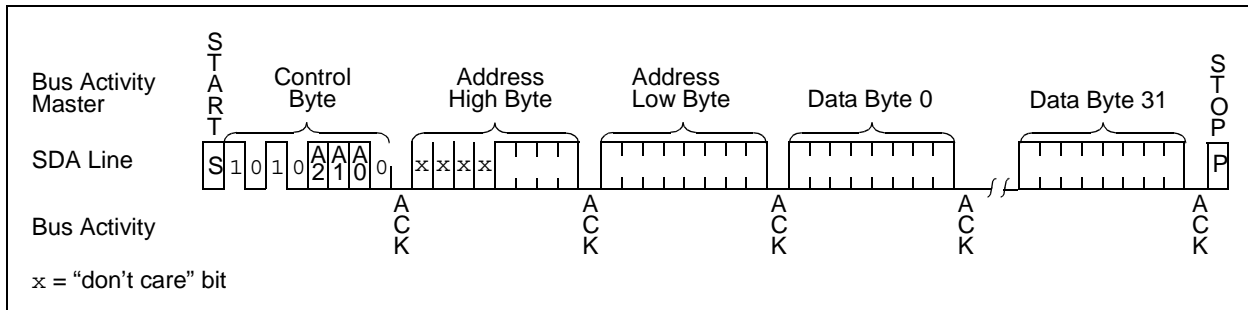 START
STOP
Bus Activity
Master
Control
Byte
Address
High Byte
Address
Low Byte
Data Byte 0
Data Byte 31
SDA Line
S 1 0 1 0 A2 A1 A0 0 x x x x P
Bus Activity
ACK ACK ACK ACK ACK
x = “don’t care” bit